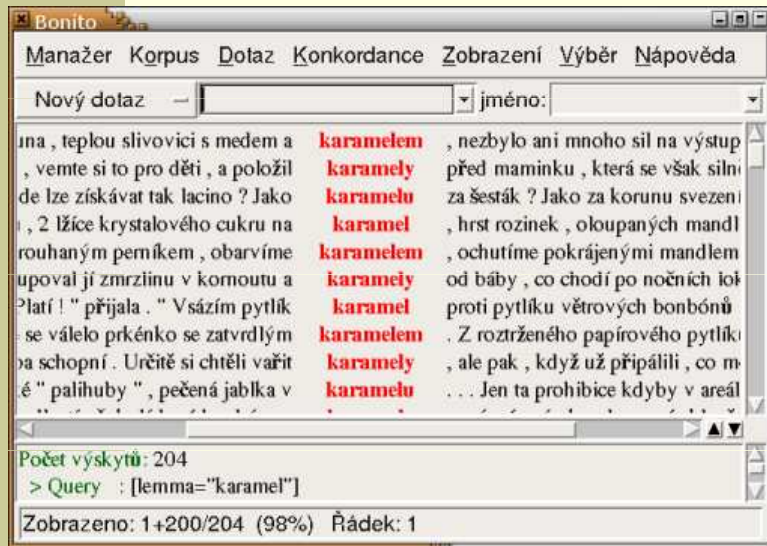 Bonito
Manažer Korpus Dotaz Konkordance Zobrazení Výběr Nápověda
Nový dotaz jméno:
una , teplou slivovici s medem a karamelem , nezbylo ani mnoho sil na výstup
, vemte si to pro děti , a položil karamely před maminku , která se však silně
de lze získávat tak lacino ? Jako karamelu za šesták ? Jako za korunu svezení
, 2 lžíce krystalového cukru na karamel , hrst rozinek , oloupaných mandl
rouhaným perníkem , obarvíme karamelem , ochutíme pokrájenými mandlem
upoval jí zmrzlinu v kornoutu a karamely od báby , co chodí po nočních lok
Platí ! " přijala . " Vsázím pytlík karamel proti pytlíku větrových bonbónů
se válelo prkénko se zatvrdlým karamelem . Z roztrženého papírového pytlíku
ba schopní . Určitě si chtěli vařit karamely , ale pak , když už připálili , co m
é " palihuby " , pečená jablka v karamelu . . . Jen ta prohibice kdyby v areál
Počet výskytů: 204
> Query : [lemma="karamel"]
Zobrazeno: 1+200/204 (98%) Řádek: 1